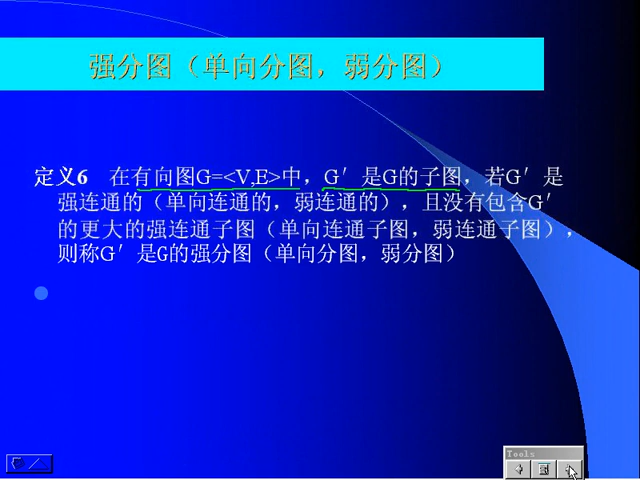 强分图（单向分图，弱分图）
定义6 在有向图G=<V,E>中，G′是G的子图，若G′是
强连通的（单向连通的，弱连通的），且没有包含G′
的更大的强连通子图（单向连通子图，弱连通子图），
则称G′是G的强分图（单向分图，弱分图）
Tools